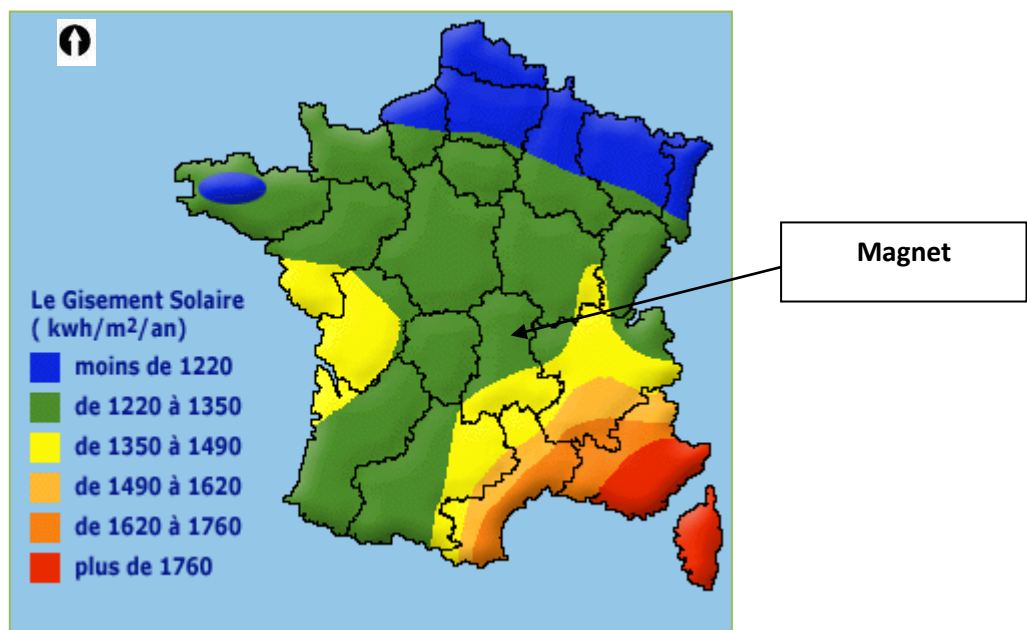 Magnet
Le Gisement Solaire
( kwh/m²/an)
moins de 1220
de 1220 à 1350
de 1350 à 1490
de 1490 à 1620
de 1620 à 1760
plus de 1760